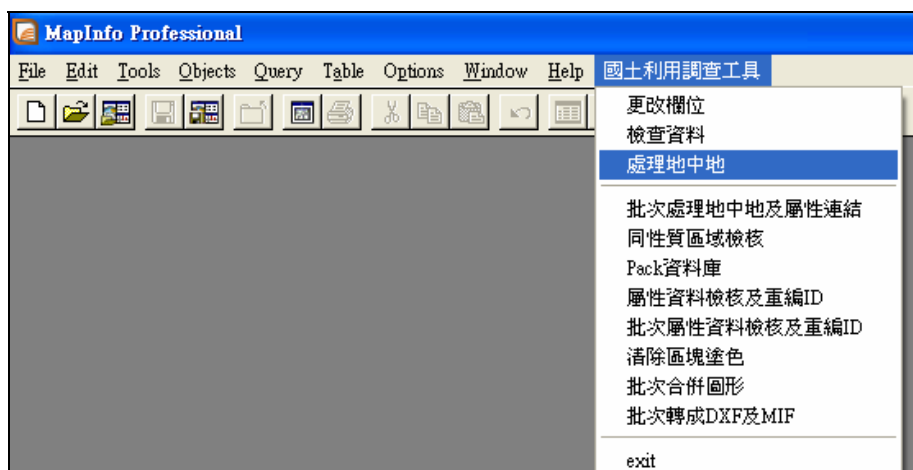 MapInfo Professional
File Edit Tools Objects Query Table Options Window Help 國土利用調查工具
更改欄位
檢查資料
處理地中地
批次處理地中地及屬性連結
同性質區域檢核
Pack資料庫
屬性資料檢核及重編ID
批次屬性資料檢核及重編ID
清除區塊塗色
批次合併圖形
批次轉成DXF及MIF
exit